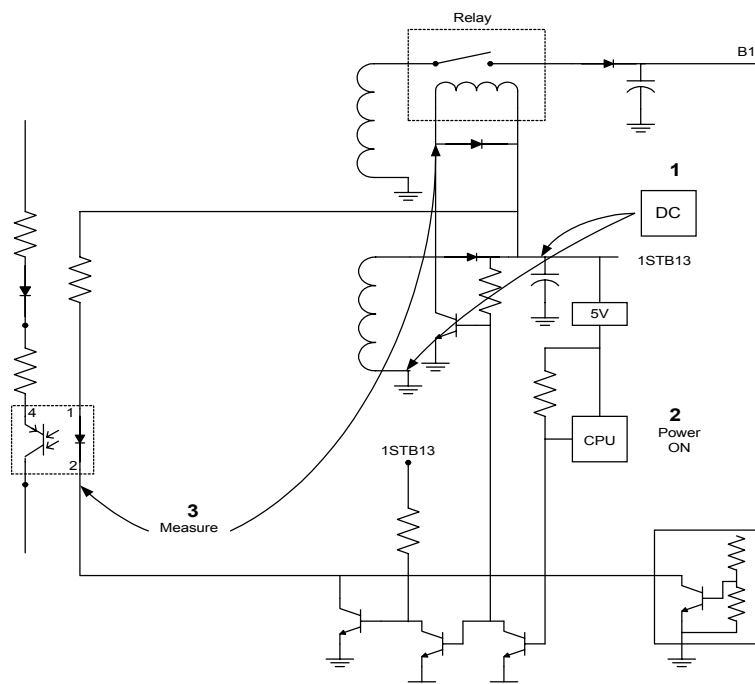 Relay
B1
1
DC
1STB13
5V
4
1
2
CPU
2
Power
ON
1STB13
3
Measure